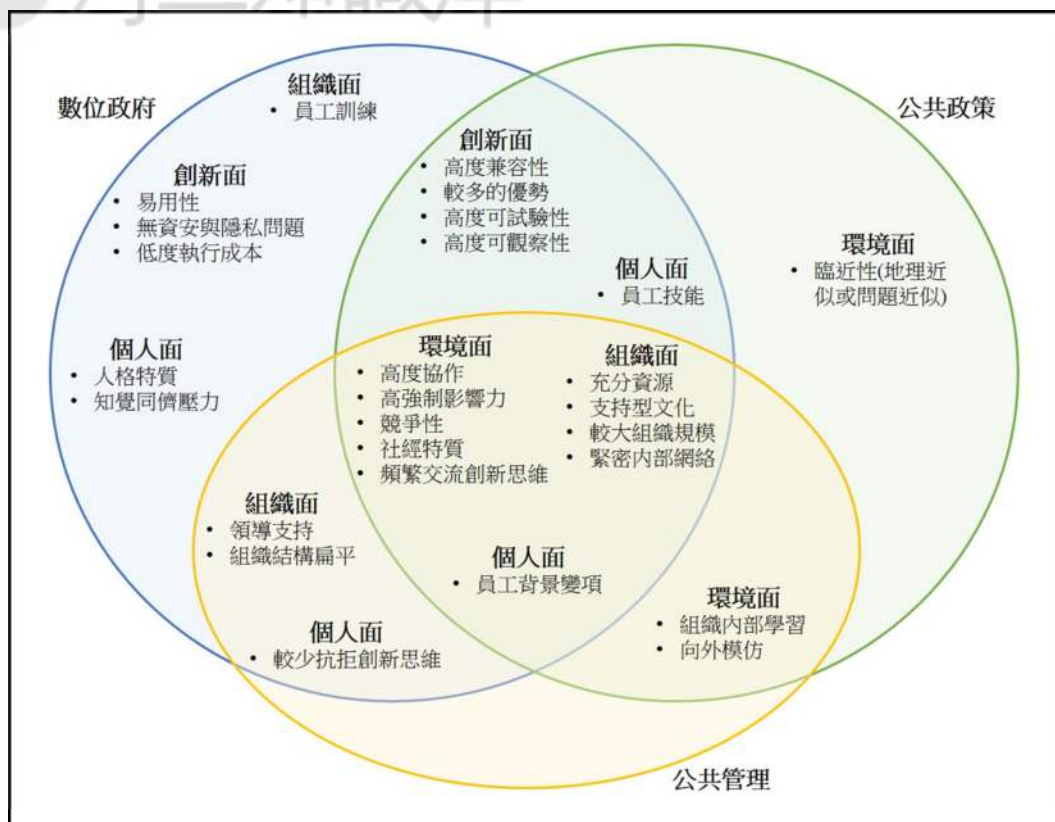 數位政府
組織面
• 員工訓練
創新面
• 易用性
• 無資安與隱私問題
• 低度執行成本
個人面
• 人格特質
• 知覺同儕壓力
創新面
• 高度兼容性
• 較多的優勢
• 高度可試驗性
• 高度可觀察性
個人面
• 員工技能
公共政策
環境面
• 臨近性(地理近
似或問題近似)
環境面
• 高度協作
• 高強制影響力
• 競爭性
• 社經特質
• 頻繁交流創新思維
組織面
• 充分資源
• 支持型文化
• 較大組織規模
• 緊密內部網絡
組織面
• 領導支持
• 組織結構扁平
個人面
• 員工背景變項
個人面
• 較少抗拒創新思維
環境面
• 組織內部學習
• 向外模仿
公共管理